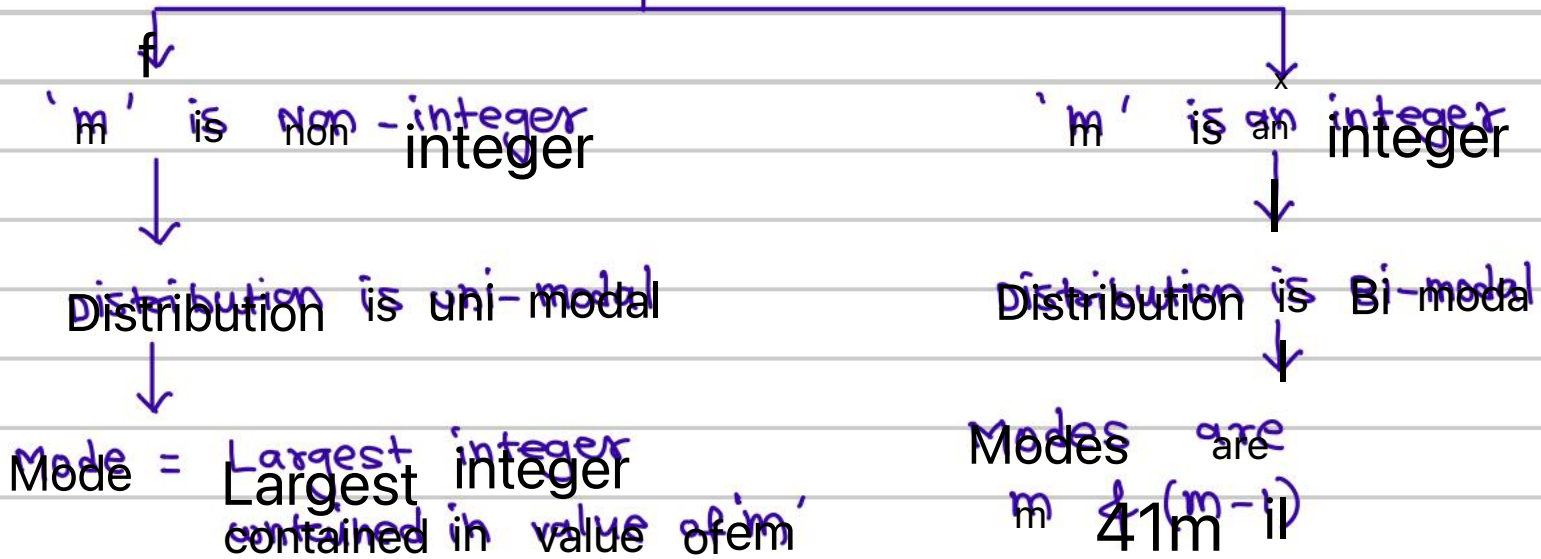 'm' is Non-integer
'm' is an integer
Distribution is uni-modal
Distribution is Bi-modal
Mode = Largest integer
contained in value of 'm'
Modes are
m & (m-1)